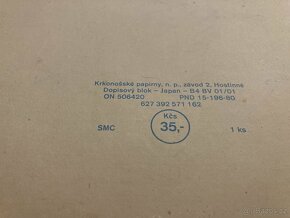 Krkonošské papírny, n. p., závod 2, Hostinné
Dopisový blok – Japan – B4 BV 01/01
ON 506420 PND 15-196-80
627 392 571 162
Kčs
35,-
SMC 1 ks